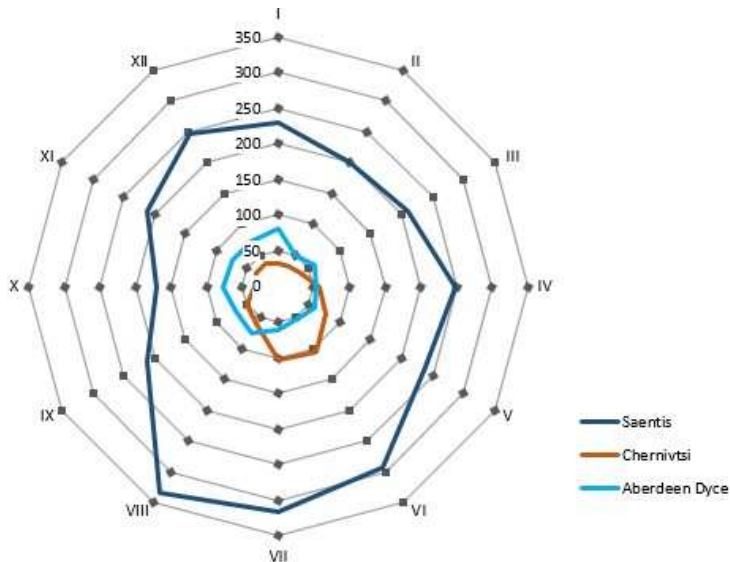 I
350
XII
II
300
250
XI
III
200
150
100
50
X
0
IV
IX
V
Saentis
Chernivtsi
VIII
VI
Aberdeen Dyce
VII